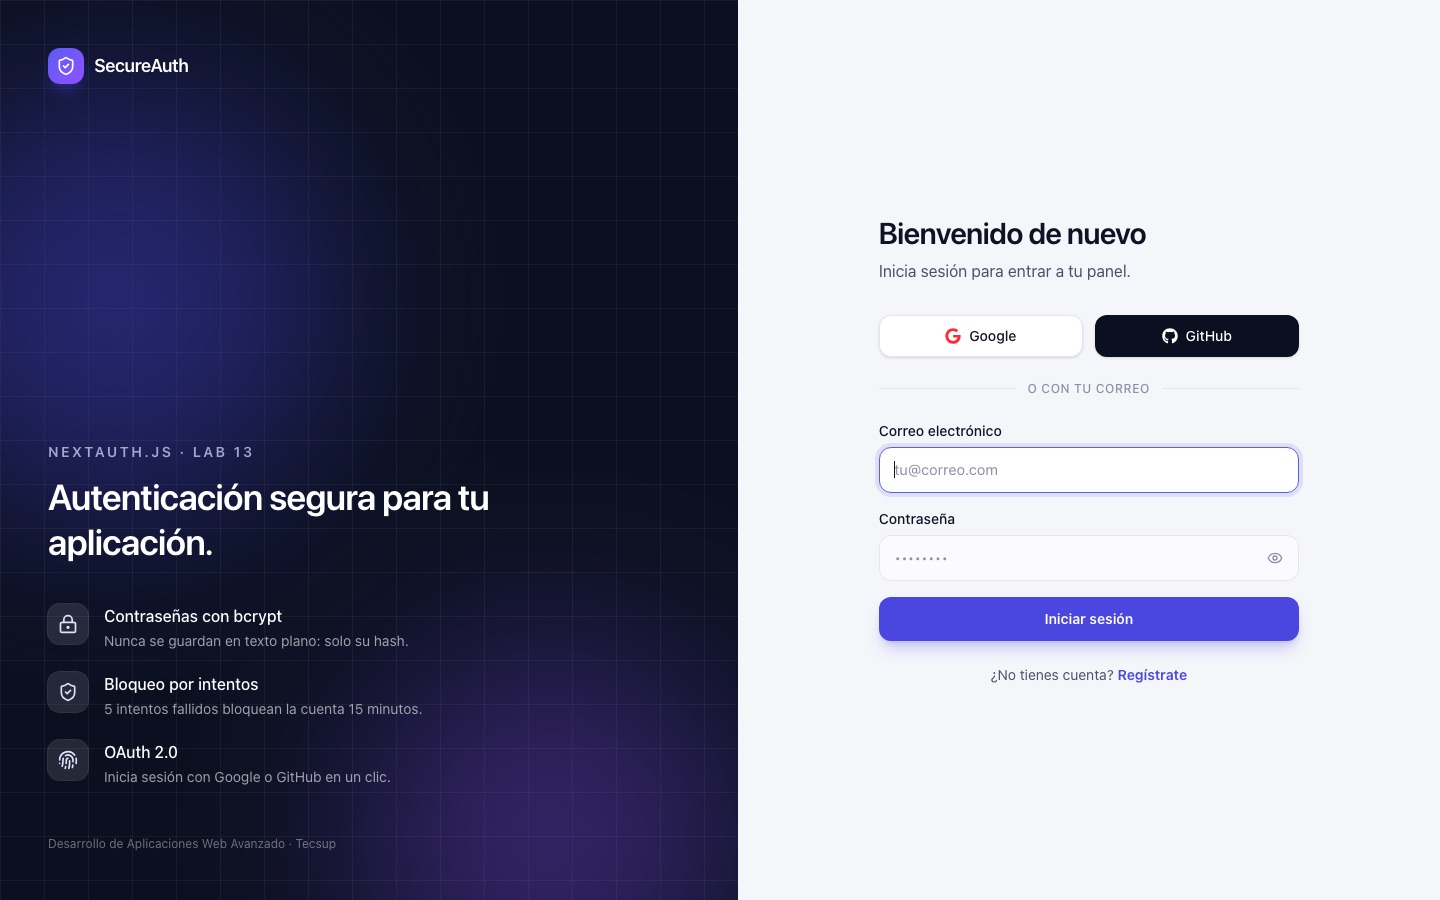 SecureAuth
NEXTAUTH.JS · LAB 13
Autenticación segura para tu
aplicación.
Contraseñas con bcrypt
Nunca se guardan en texto plano: solo su hash.
Bloqueo por intentos
5 intentos fallidos bloquean la cuenta 15 minutos.
OAuth 2.0
Inicia sesión con Google o GitHub en un clic.
Desarrollo de Aplicaciones Web Avanzado · Tecsup
Bienvenido de nuevo
Inicia sesión para entrar a tu panel.
Google
GitHub
O CON TU CORREO
Correo electrónico
tu@correo.com
Contraseña
••••••••
Iniciar sesión
¿No tienes cuenta? Regístrate